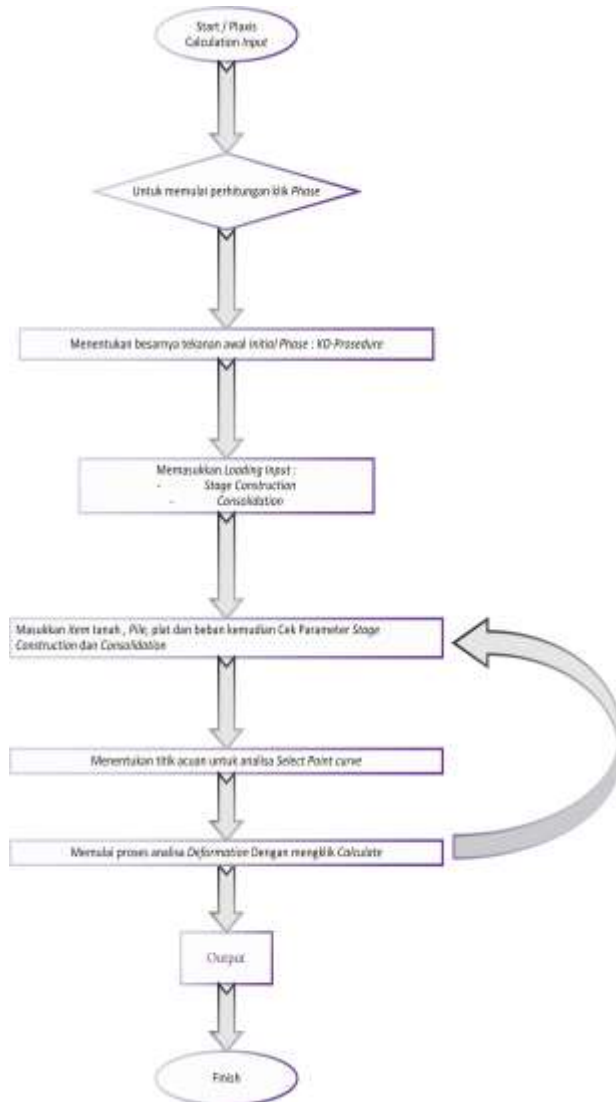 Start / Plaxis
Calculation Input
Untuk memulai perhitungan klik Phase
Menentukan besarnya tekanan awal Initial Phase : KO-Prosedure
Memasukkan Loading Input :
- Stage Construction
- Consolidation
Masukkan Item tanah , Pile, plat dan beban kemudian Cek Parameter Stage
Construction dan Consolidation
Menentukan titik acuan untuk analisa Select Point curve
Memulai proses analisa Deformation Dengan mengklik Calculate
Output
Finish